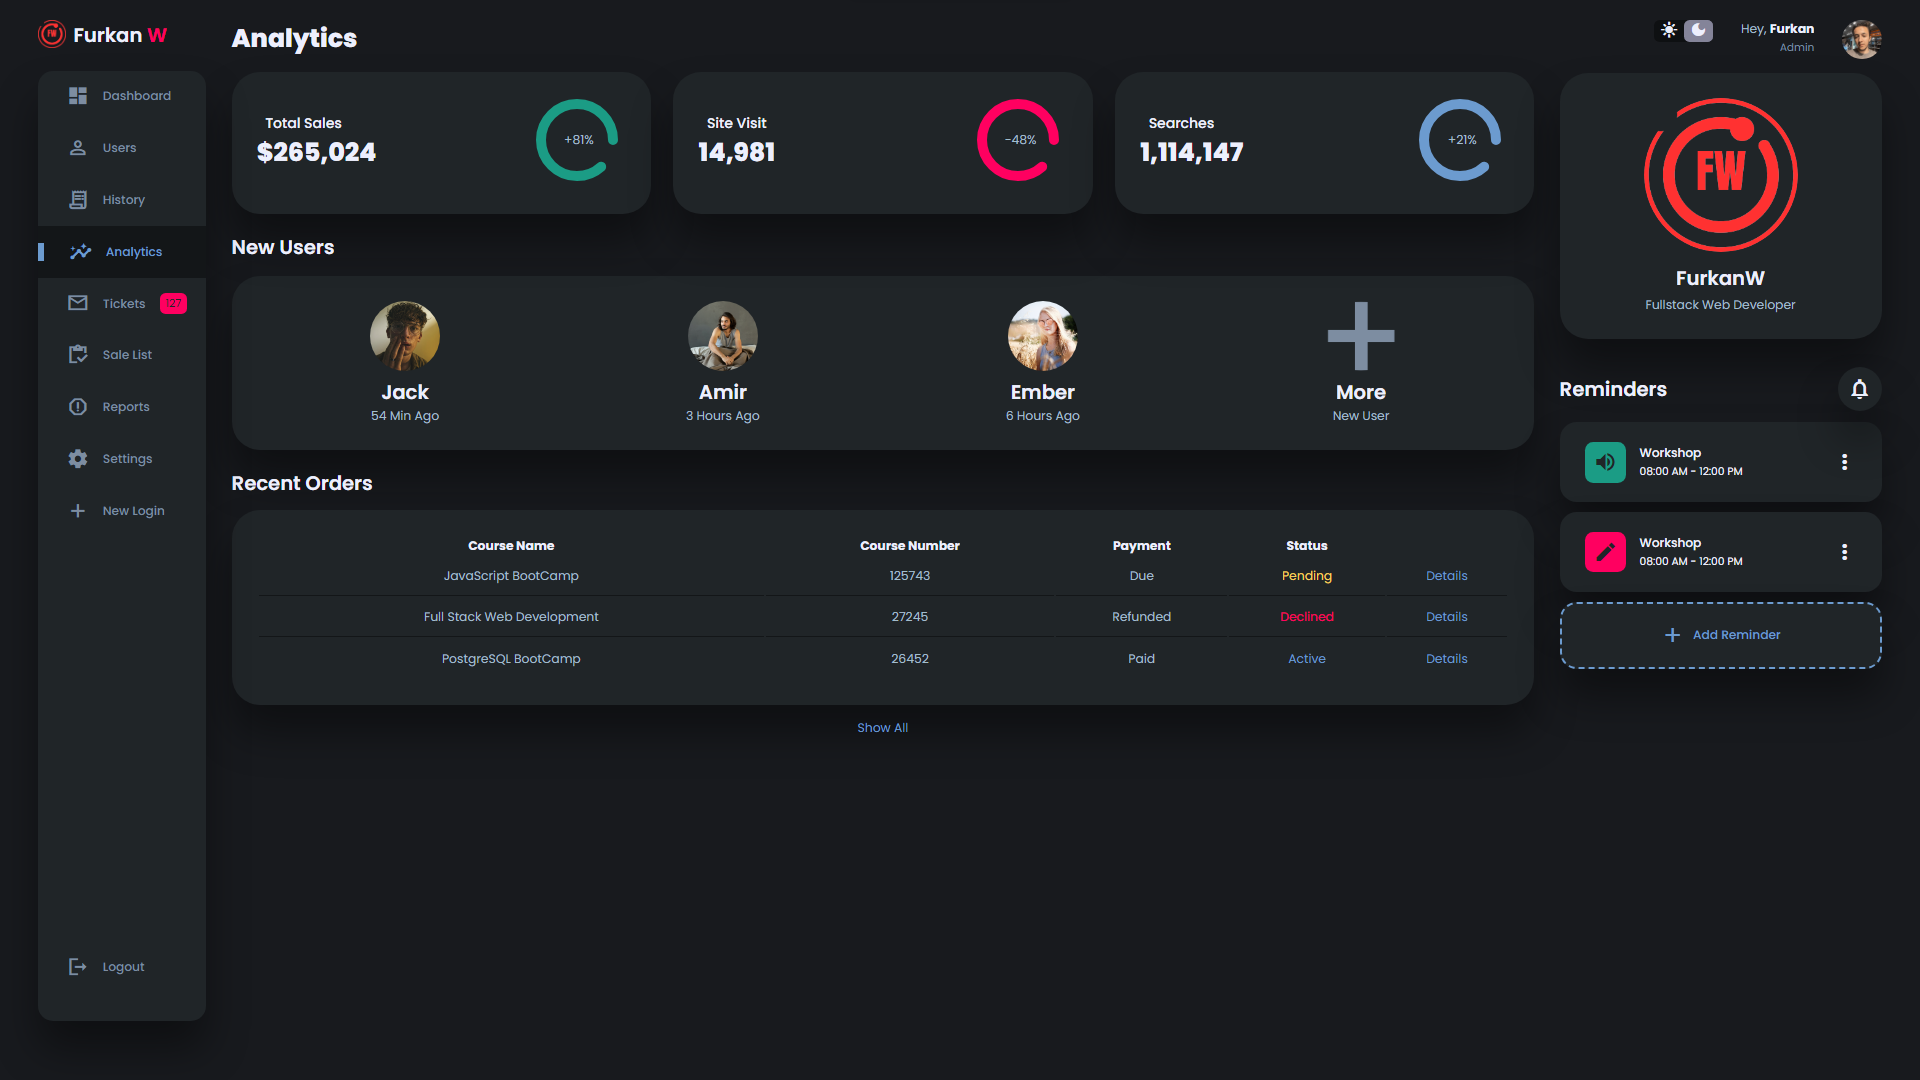 FW
Furkan W
Dashboard
Users
History
Analytics
Tickets 127
Sale List
Reports
Settings
New Login
Logout
Analytics
Total Sales
$265,024
+81%
Site Visit
14,981
-48%
Searches
1,114,147
+21%
New Users
Jack
54 Min Ago
Amir
3 Hours Ago
Ember
6 Hours Ago
More
New User
Recent Orders
Course Name Course Number Payment Status
JavaScript BootCamp 125743 Due Pending Details
Full Stack Web Development 27245 Refunded Declined Details
PostgreSQL BootCamp 26452 Paid Active Details
Show All
Hey, Furkan
Admin
FW
FurkanW
Fullstack Web Developer
Reminders
Workshop
08:00 AM - 12:00 PM
Workshop
08:00 AM - 12:00 PM
Add Reminder